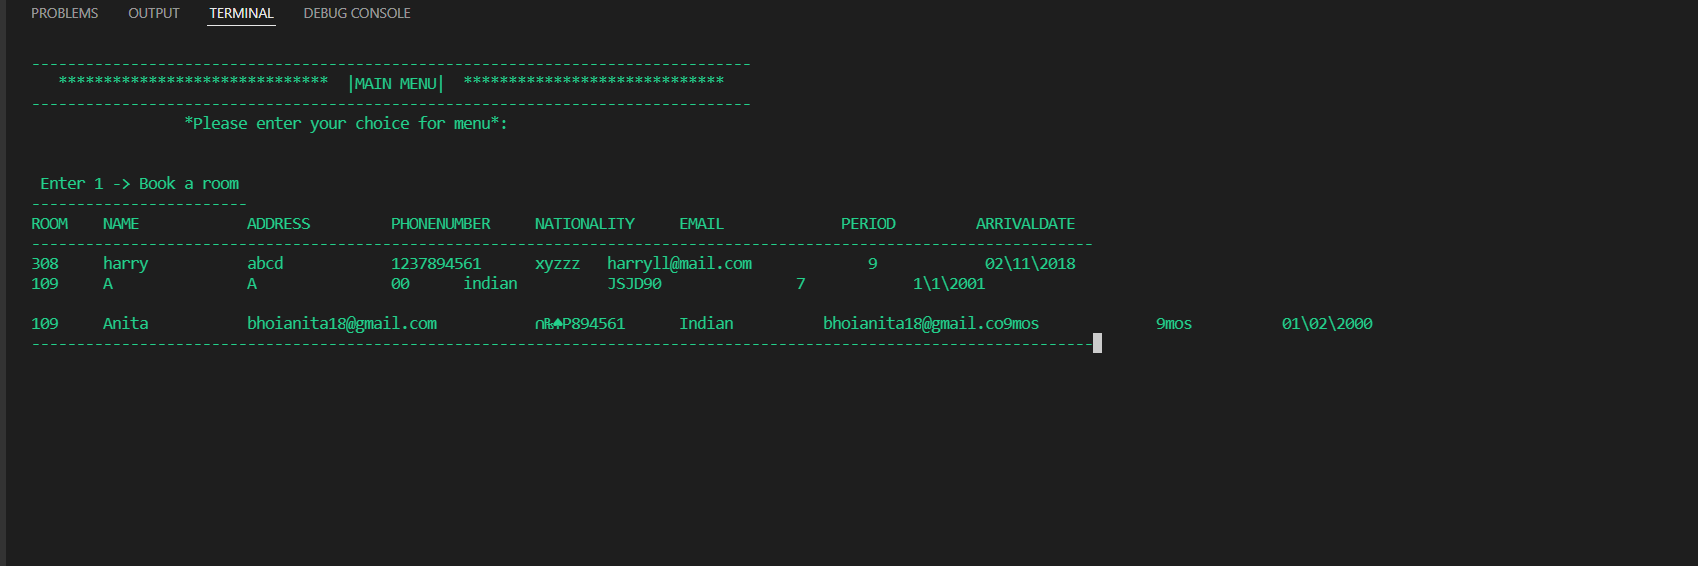 PROBLEMS OUTPUT TERMINAL DEBUG CONSOLE
--------------------------------------------------------------------------------
****************************** |MAIN MENU| *****************************
--------------------------------------------------------------------------------
*Please enter your choice for menu*:
Enter 1 -> Book a room
------------------------
ROOM NAME ADDRESS PHONENUMBER NATIONALITY EMAIL PERIOD ARRIVALDATE
----------------------------------------------------------------------------------------------------------------------
308 harry abcd 1237894561 xyzzz harryll@mail.com 9 02\11\2018
109 A A 00 indian JSJD90 7 1\1\2001
109 Anita bhoianita18@gmail.com ∩₧♠P894561 Indian bhoianita18@gmail.co9mos 9mos 01\02\2000
----------------------------------------------------------------------------------------------------------------------